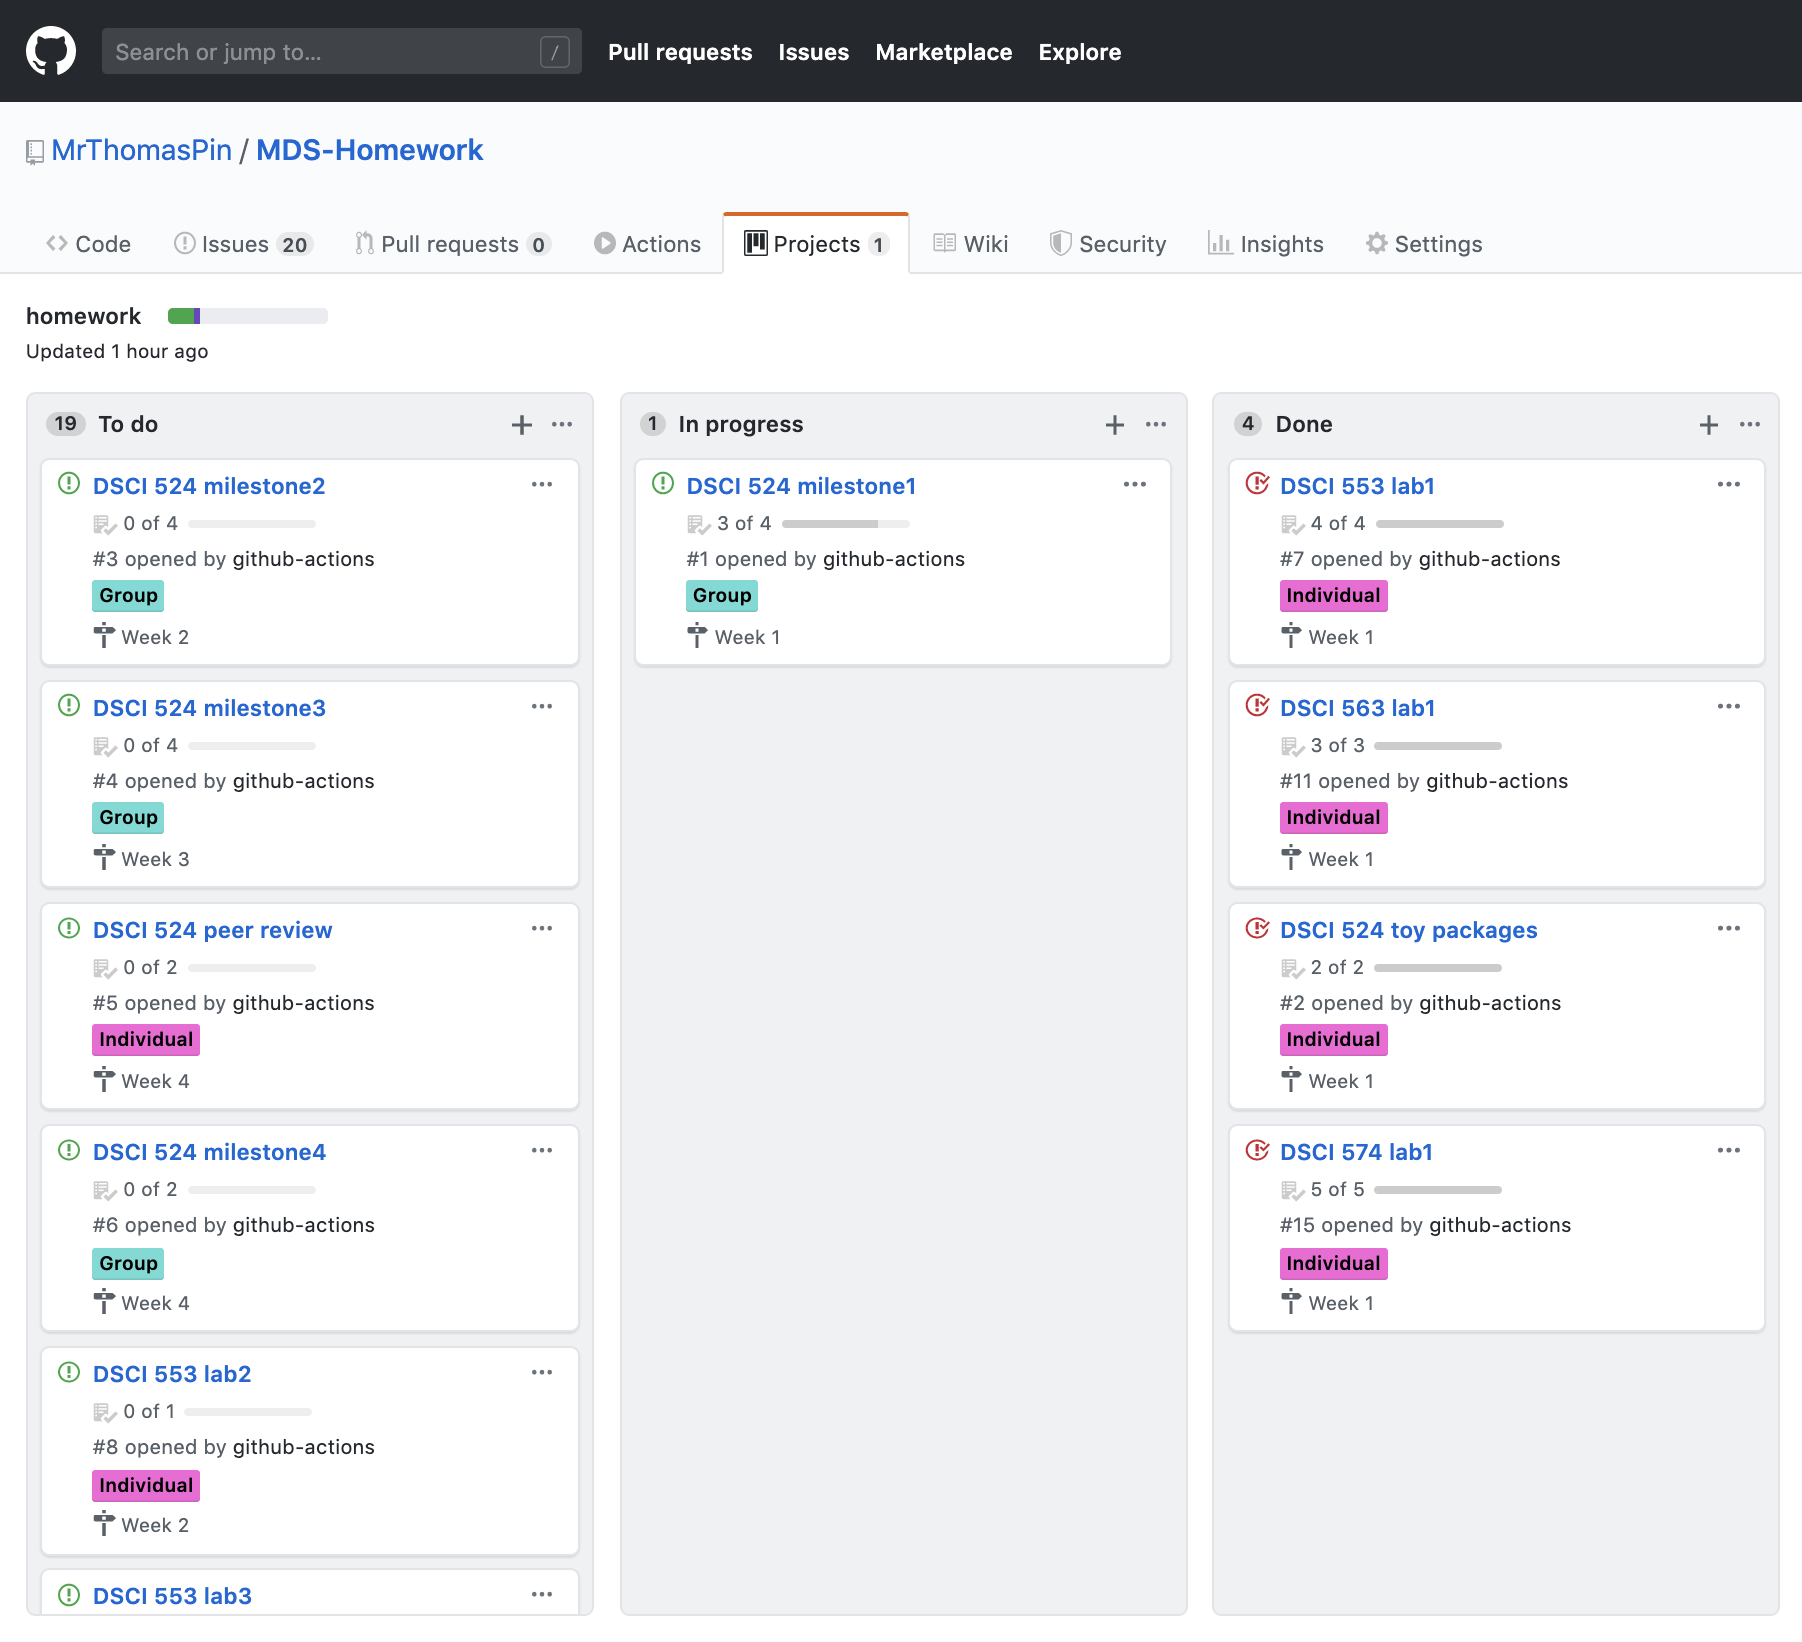 Search or jump to... /
Pull requests
Issues
Marketplace
Explore
MrThomasPin / MDS-Homework
Code
Issues 20
Pull requests 0
Actions
Projects 1
Wiki
Security
Insights
Settings
homework
Updated 1 hour ago
19 To do
DSCI 524 milestone2
0 of 4
#3 opened by github-actions
Group
Week 2
DSCI 524 milestone3
0 of 4
#4 opened by github-actions
Group
Week 3
DSCI 524 peer review
0 of 2
#5 opened by github-actions
Individual
Week 4
DSCI 524 milestone4
0 of 2
#6 opened by github-actions
Group
Week 4
DSCI 553 lab2
0 of 1
#8 opened by github-actions
Individual
Week 2
DSCI 553 lab3
1 In progress
DSCI 524 milestone1
3 of 4
#1 opened by github-actions
Group
Week 1
4 Done
DSCI 553 lab1
4 of 4
#7 opened by github-actions
Individual
Week 1
DSCI 563 lab1
3 of 3
#11 opened by github-actions
Individual
Week 1
DSCI 524 toy packages
2 of 2
#2 opened by github-actions
Individual
Week 1
DSCI 574 lab1
5 of 5
#15 opened by github-actions
Individual
Week 1